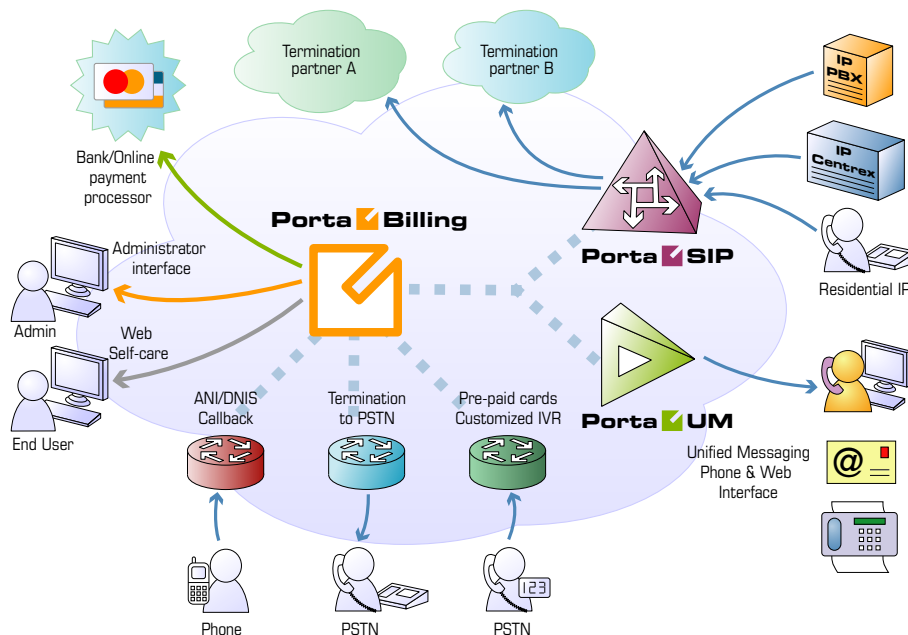 Termination
partner A
Termination
partner B
IP
PBX
IP
Centrex
Residential IP
Bank/Online
payment
processor
Porta Billing
Porta SIP
Administrator
interface
Admin
Web
Self-care
End User
ANI/DNIS
Callback
Termination
to PSTN
Pre-paid cards
Customized IVR
Porta UM
Unified Messaging
Phone & Web
Interface
@
123
Phone
PSTN
PSTN